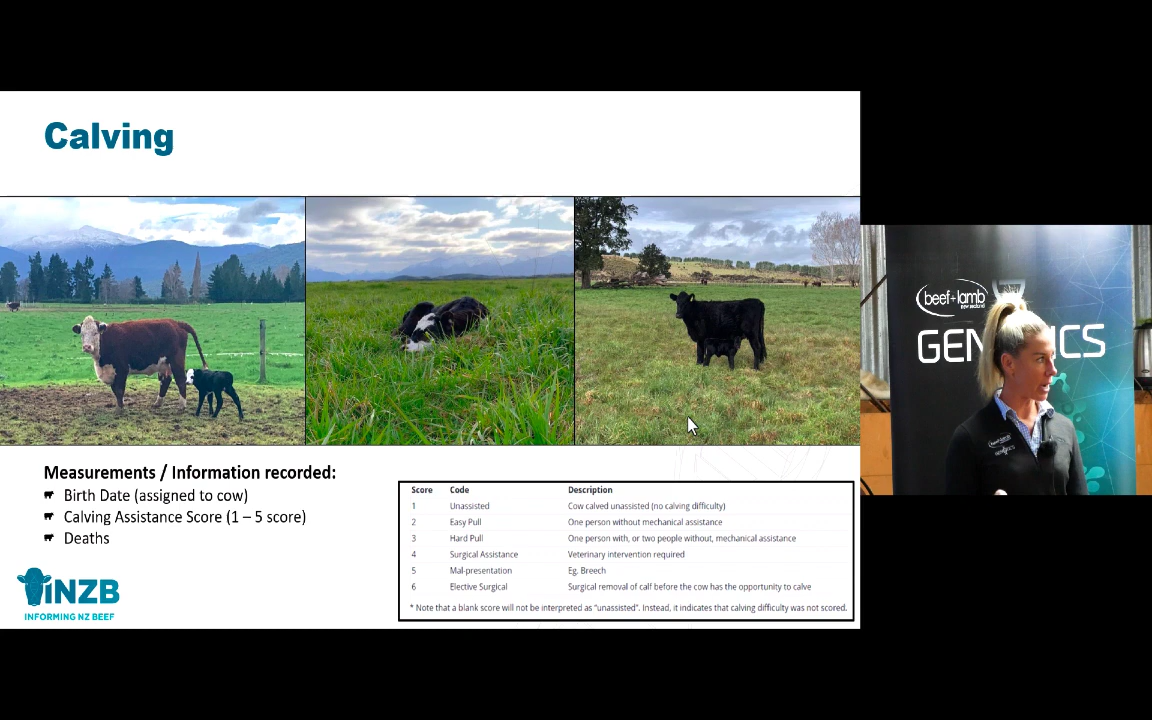 Calving
beef+lamb
new zealand
GEN ICS
Measurements / Information recorded:
Birth Date (assigned to cow)
Calving Assistance Score (1 – 5 score)
Deaths
INZB
INFORMING NZ BEEF
Score Code Description
1 Unassisted Cow calved unassisted (no calving difficulty)
2 Easy Pull One person without mechanical assistance
3 Hard Pull One person with, or two people without, mechanical assistance
4 Surgical Assistance Veterinary intervention required
5 Mal-presentation Eg. Breech
6 Elective Surgical Surgical removal of calf before the cow has the opportunity to calve
* Note that a blank score will not be interpreted as "unassisted". Instead, it indicates that calving difficulty was not scored.
beef+lamb